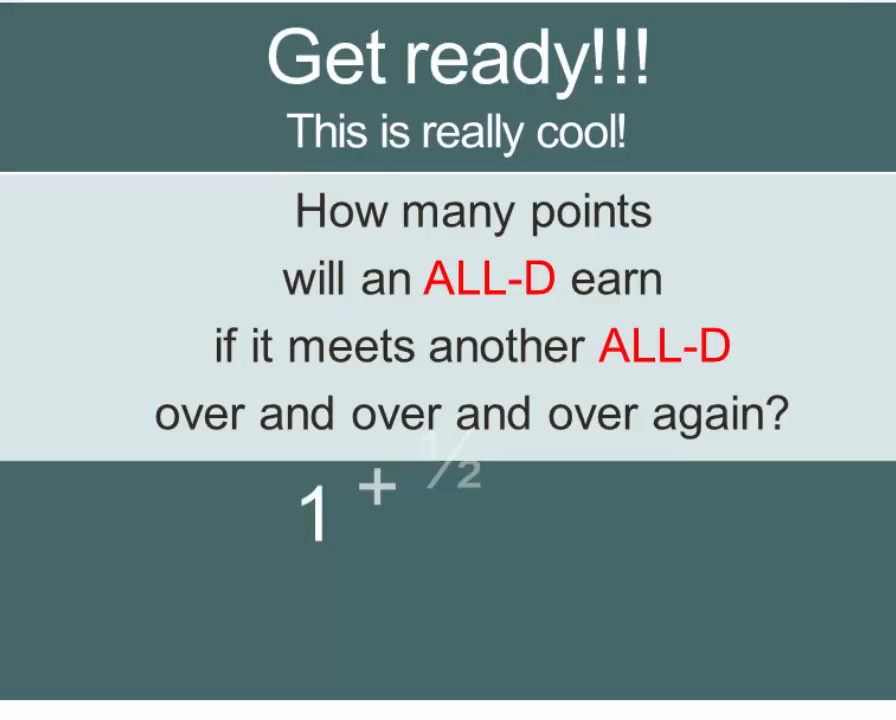 Get ready!!!
This is really cool!
How many points
will an ALL-D earn
if it meets another ALL-D
over and over and over again?
1 + ½